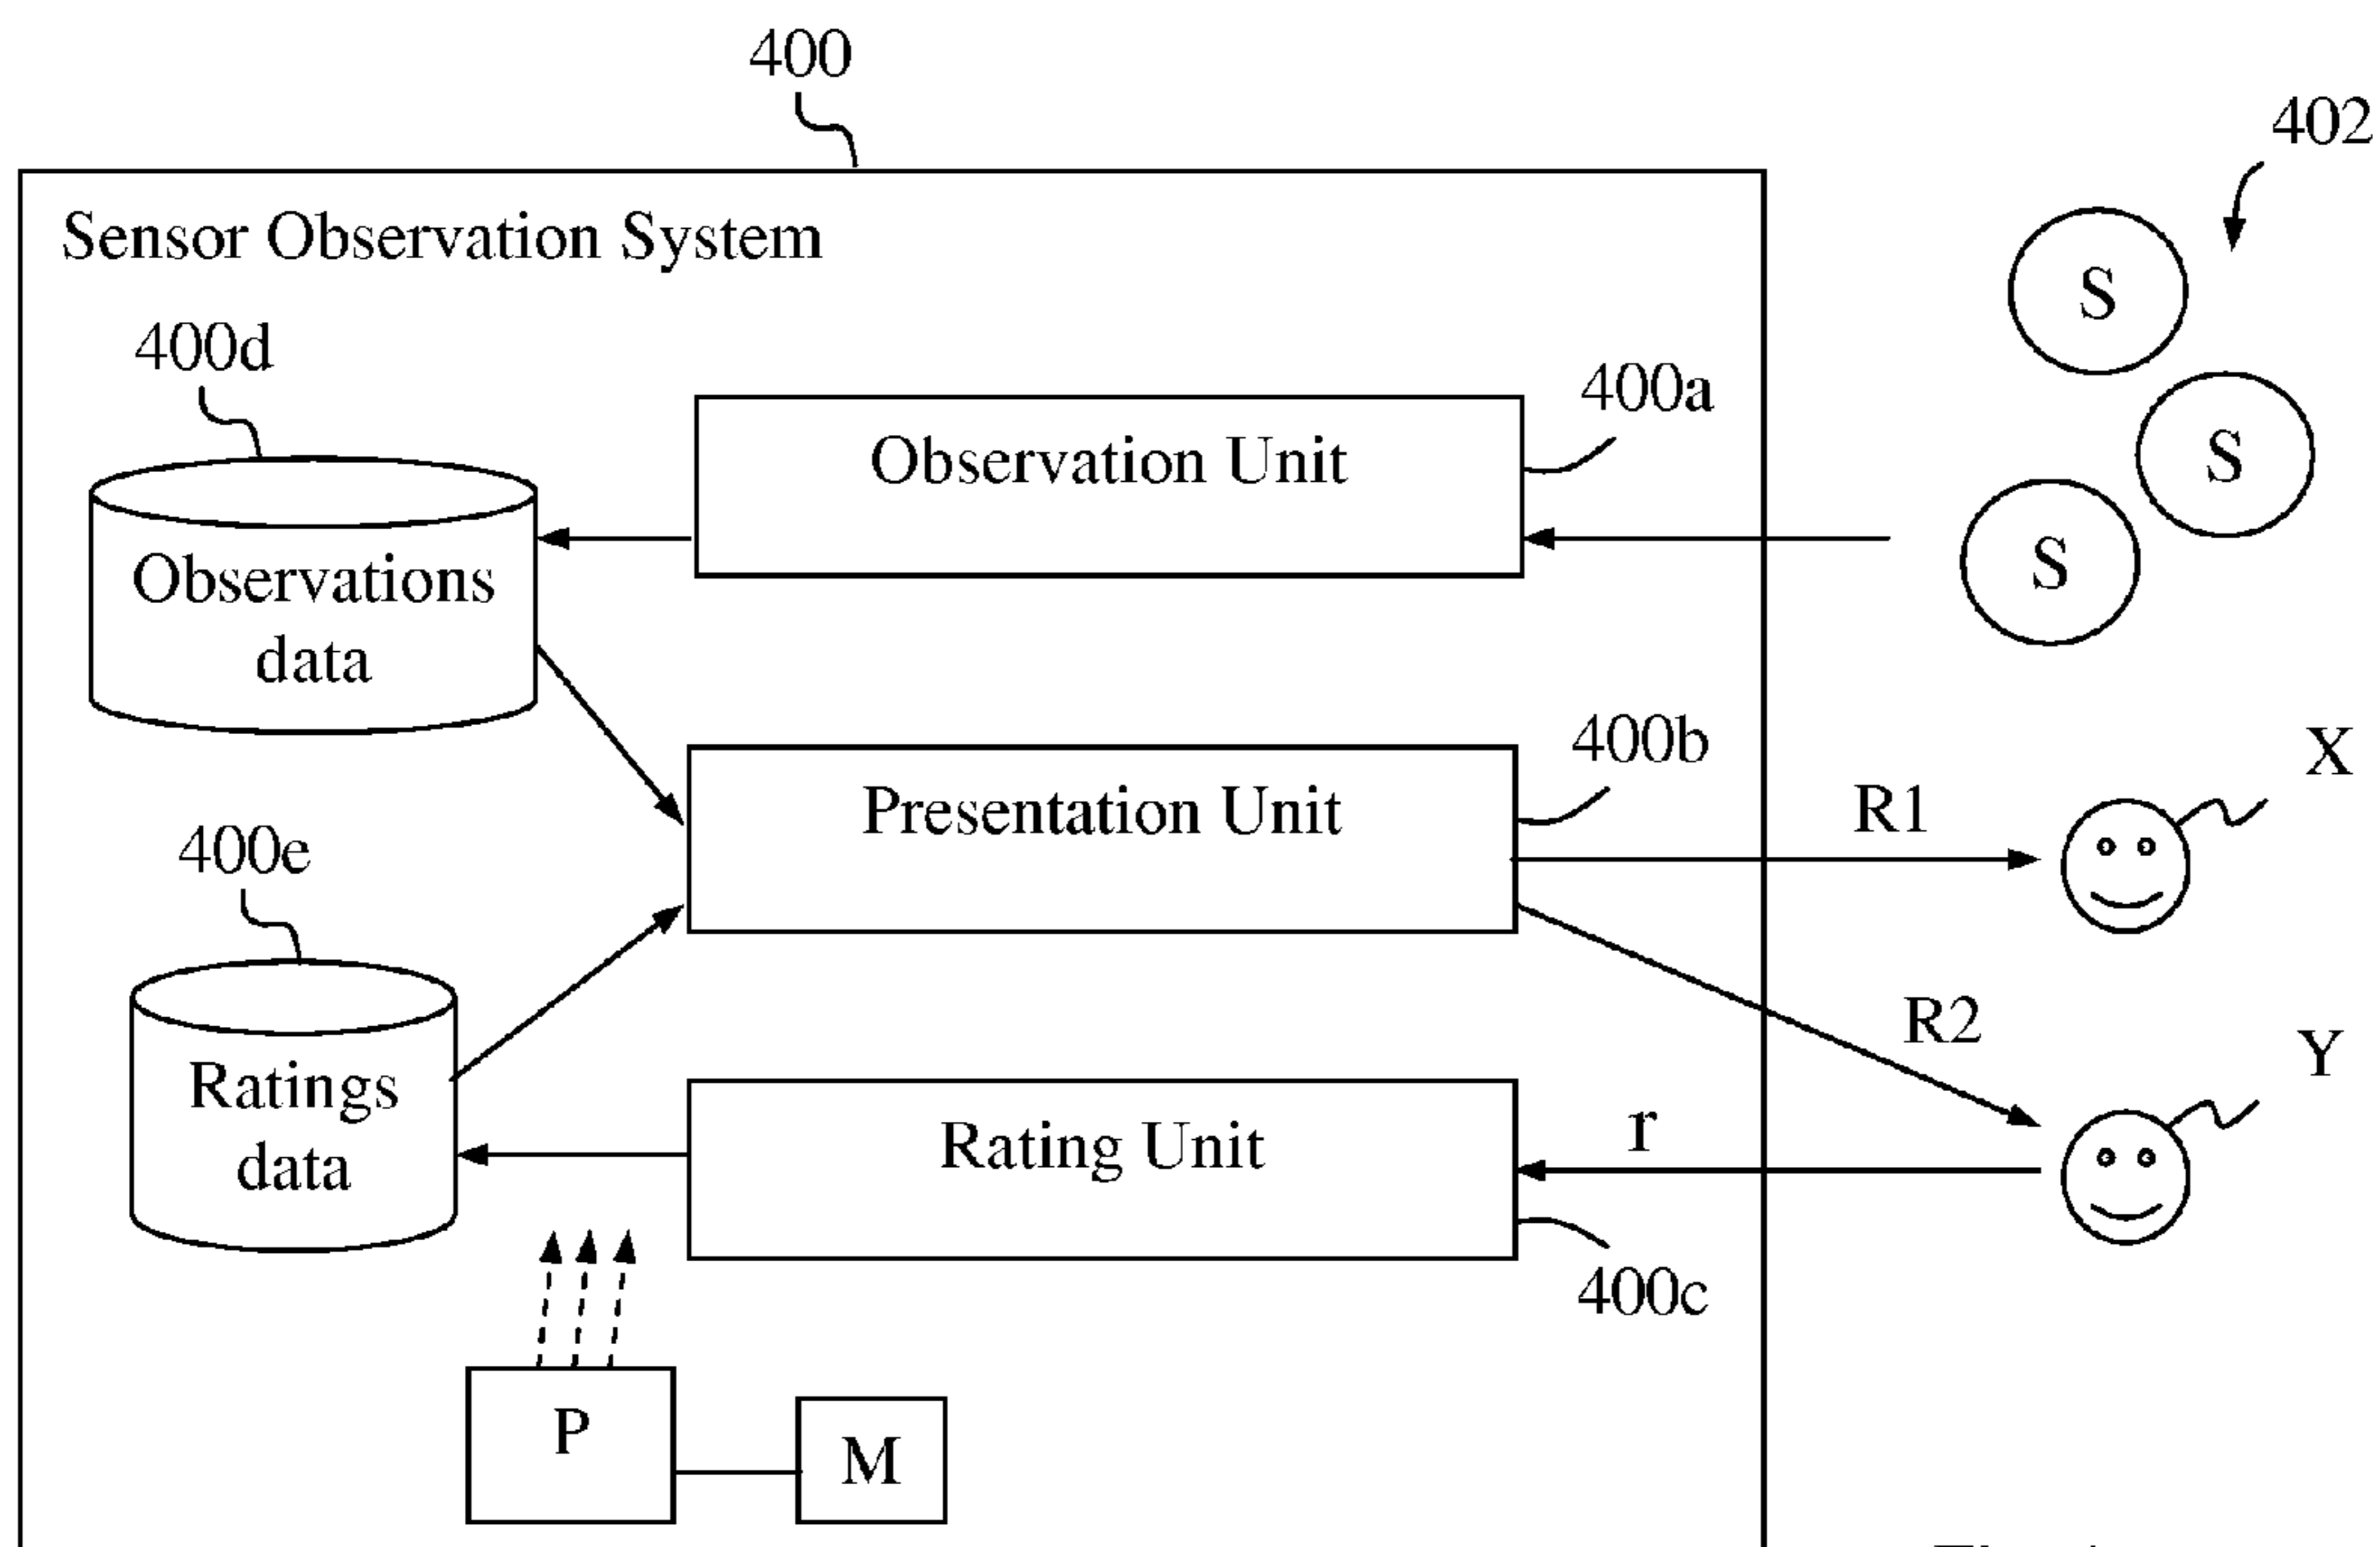 400
402
Sensor Observation System
S
400d
400a
Observation Unit
S
S
Observations
data
400b
X
Presentation Unit
R1
400e
R2
Y
Ratings
data
Rating Unit
r
400c
P
M